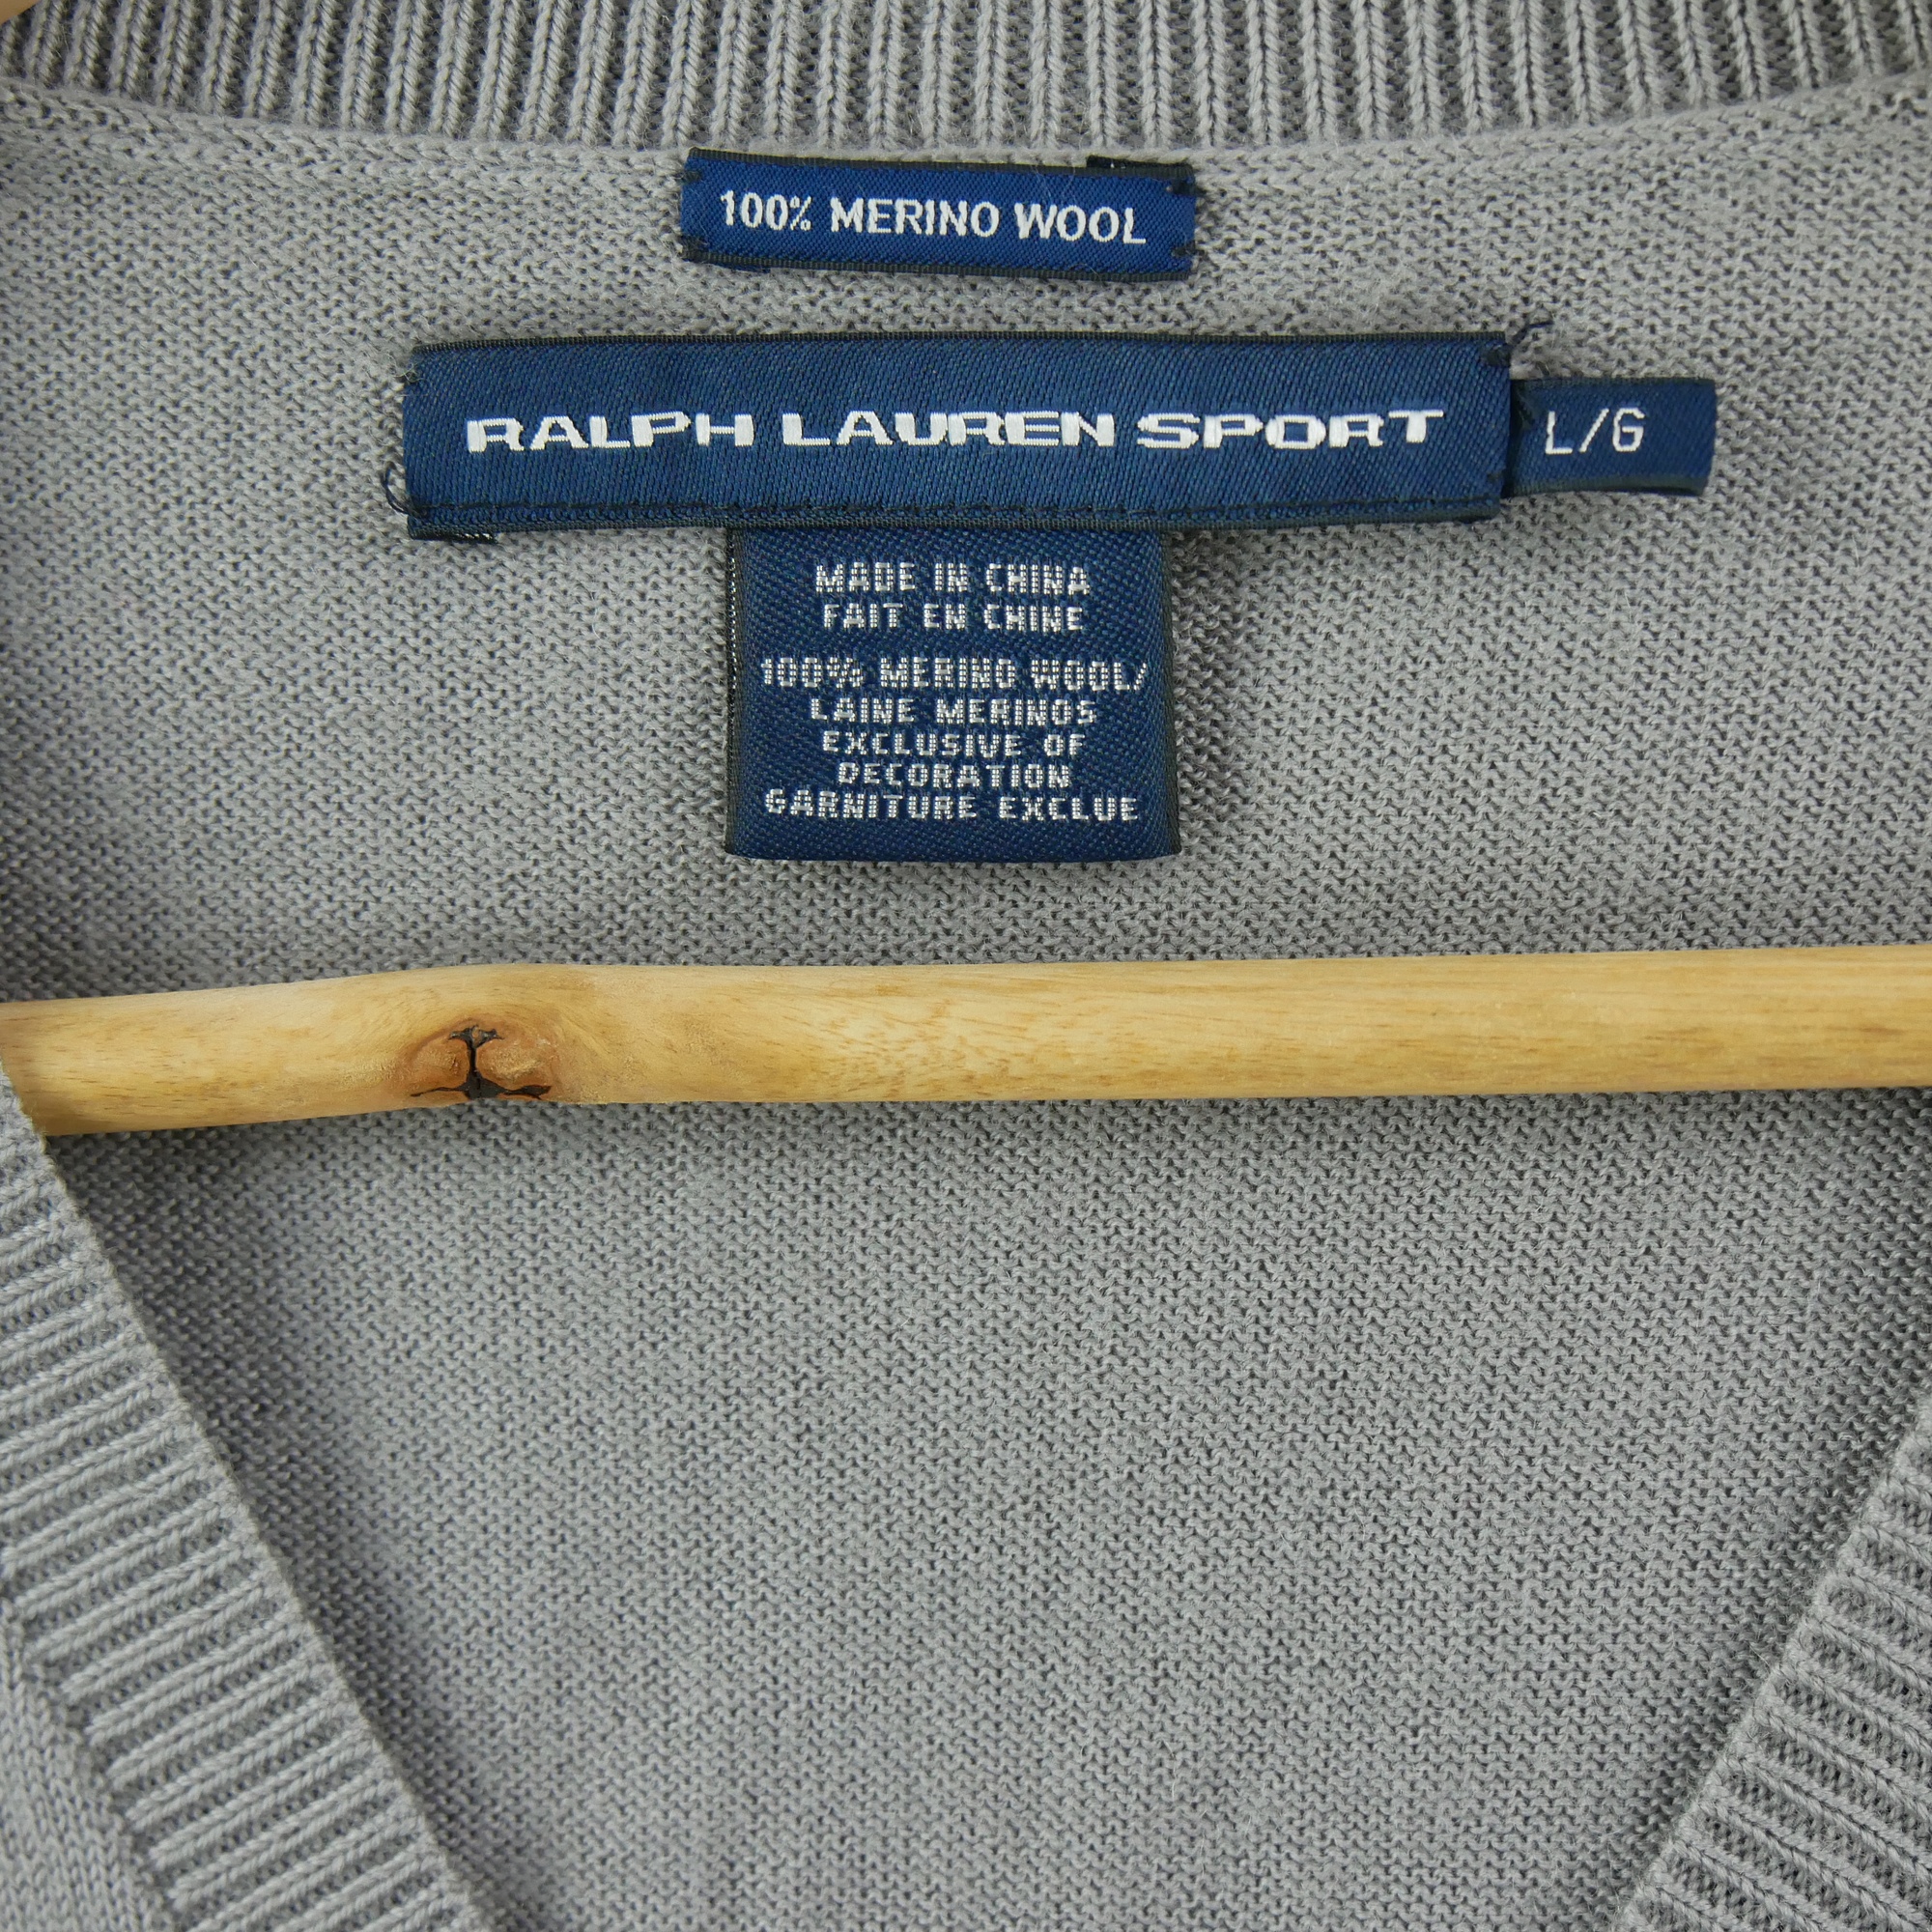 100% MERINO WOOL
RALPH LAUREN SPORT
L/G
MADE IN CHINA
FAIT EN CHINE
100% MERINO WOOL/
LAINE MERINOS
EXCLUSIVE OF
DECORATION
GARNITURE EXCLUE